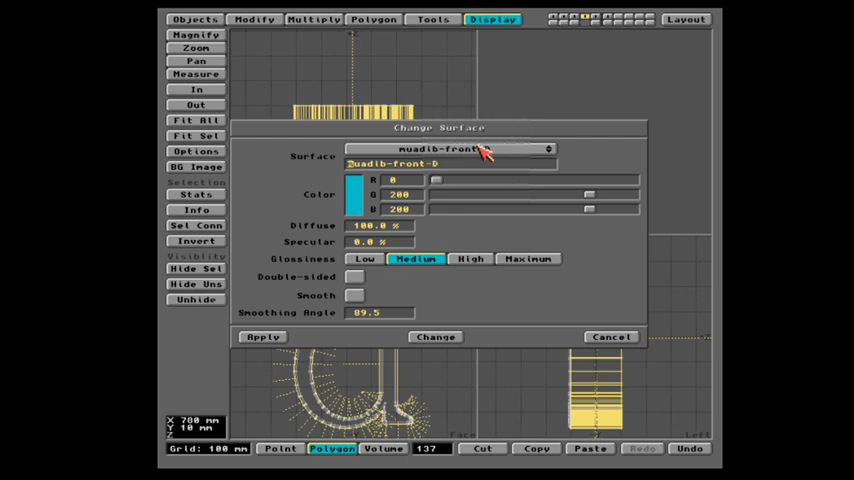 Objects Modify Multiply Polygon Tools Display Layout
Magnify
Zoom
Pan
Measure
In
Out
Fit All
Fit Sel
Options
BG Image
Selection
Stats
Info
Sel Conn
Invert
Visiblity
Hide Sel
Hide Uns
Unhide
Change Surface
Surface muadib-front-D
Muadib-front-D
Color R 0
G 200
200
Diffuse 100.0 %
Specular 0.0 %
Glossiness Low Medium High Maximum
Double-sided
Smooth
Smoothing Angle 89.5
Apply Change Cancel
Face Left
X 780 mm
Y 10 mm
Z
Grid: 100 mm Point Polygon Volume 137 Cut Copy Paste Redo Undo